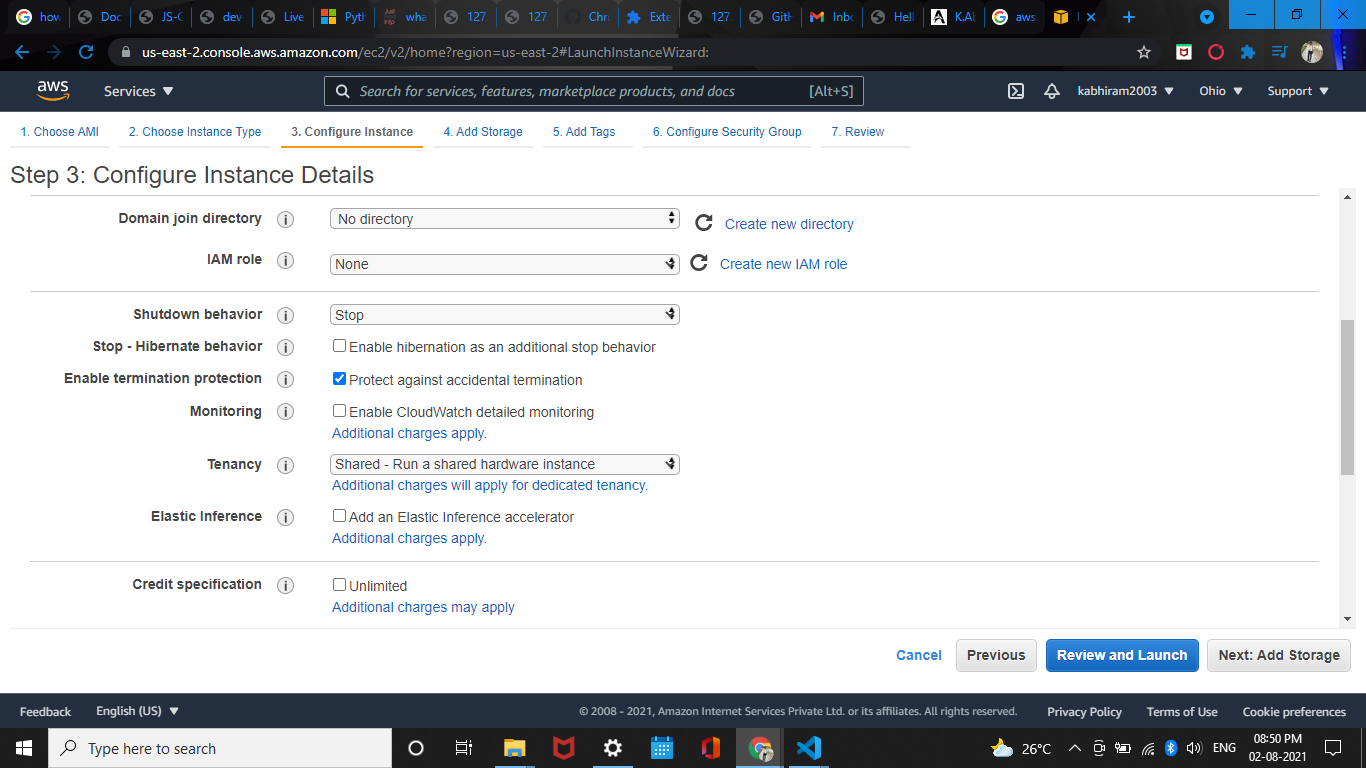 how
Doc
JS-C
dev
Live
Pyth
wha
127
127
Chr
Exte
127
GitH
Inbo
Hell
K.Ab
aws
us-east-2.console.aws.amazon.com/ec2/v2/home?region=us-east-2#LaunchInstanceWizard:
aws Services Search for services, features, marketplace products, and docs [Alt+S] kabhiram2003 Ohio Support
1. Choose AMI 2. Choose Instance Type 3. Configure Instance 4. Add Storage 5. Add Tags 6. Configure Security Group 7. Review
Step 3: Configure Instance Details
Domain join directory i No directory Create new directory
IAM role i None Create new IAM role
Shutdown behavior i Stop
Stop - Hibernate behavior i Enable hibernation as an additional stop behavior
Enable termination protection i Protect against accidental termination
Monitoring i Enable CloudWatch detailed monitoring
Additional charges apply.
Tenancy i Shared - Run a shared hardware instance
Additional charges will apply for dedicated tenancy.
Elastic Inference i Add an Elastic Inference accelerator
Additional charges apply.
Credit specification i Unlimited
Additional charges may apply
Cancel Previous Review and Launch Next: Add Storage
Feedback English (US) © 2008 - 2021, Amazon Internet Services Private Ltd. or its affiliates. All rights reserved. Privacy Policy Terms of Use Cookie preferences
Type here to search 26°C ENG 08:50 PM
02-08-2021